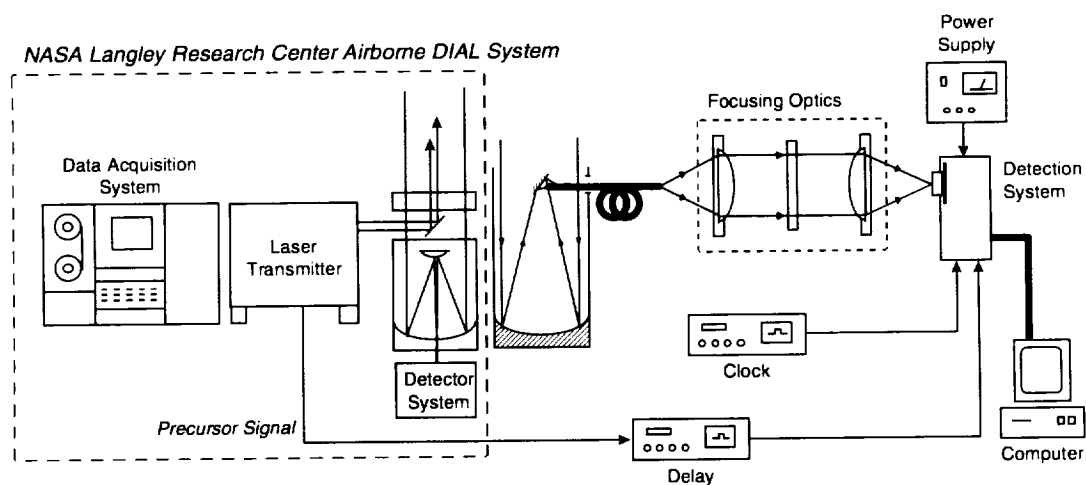 NASA Langley Research Center Airborne DIAL System
Data Acquisition
System
Laser
Transmitter
Detector
System
Precursor Signal
Focusing Optics
Power
Supply
Detection
System
Clock
Delay
Computer